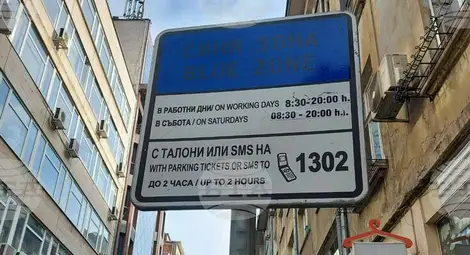 СИНЯ ЗОНА
BLUE ZONE
В РАБОТНИ ДНИ/ ON WORKING DAYS 8:30-20:00 h.
В СЪБОТА / ON SATURDAYS 08:30 - 20:00 h.
С ТАЛОНИ ИЛИ SMS НА
WITH PARKING TICKETS OR SMS TO 1302
ДО 2 ЧАСА / UP TO 2 HOURS